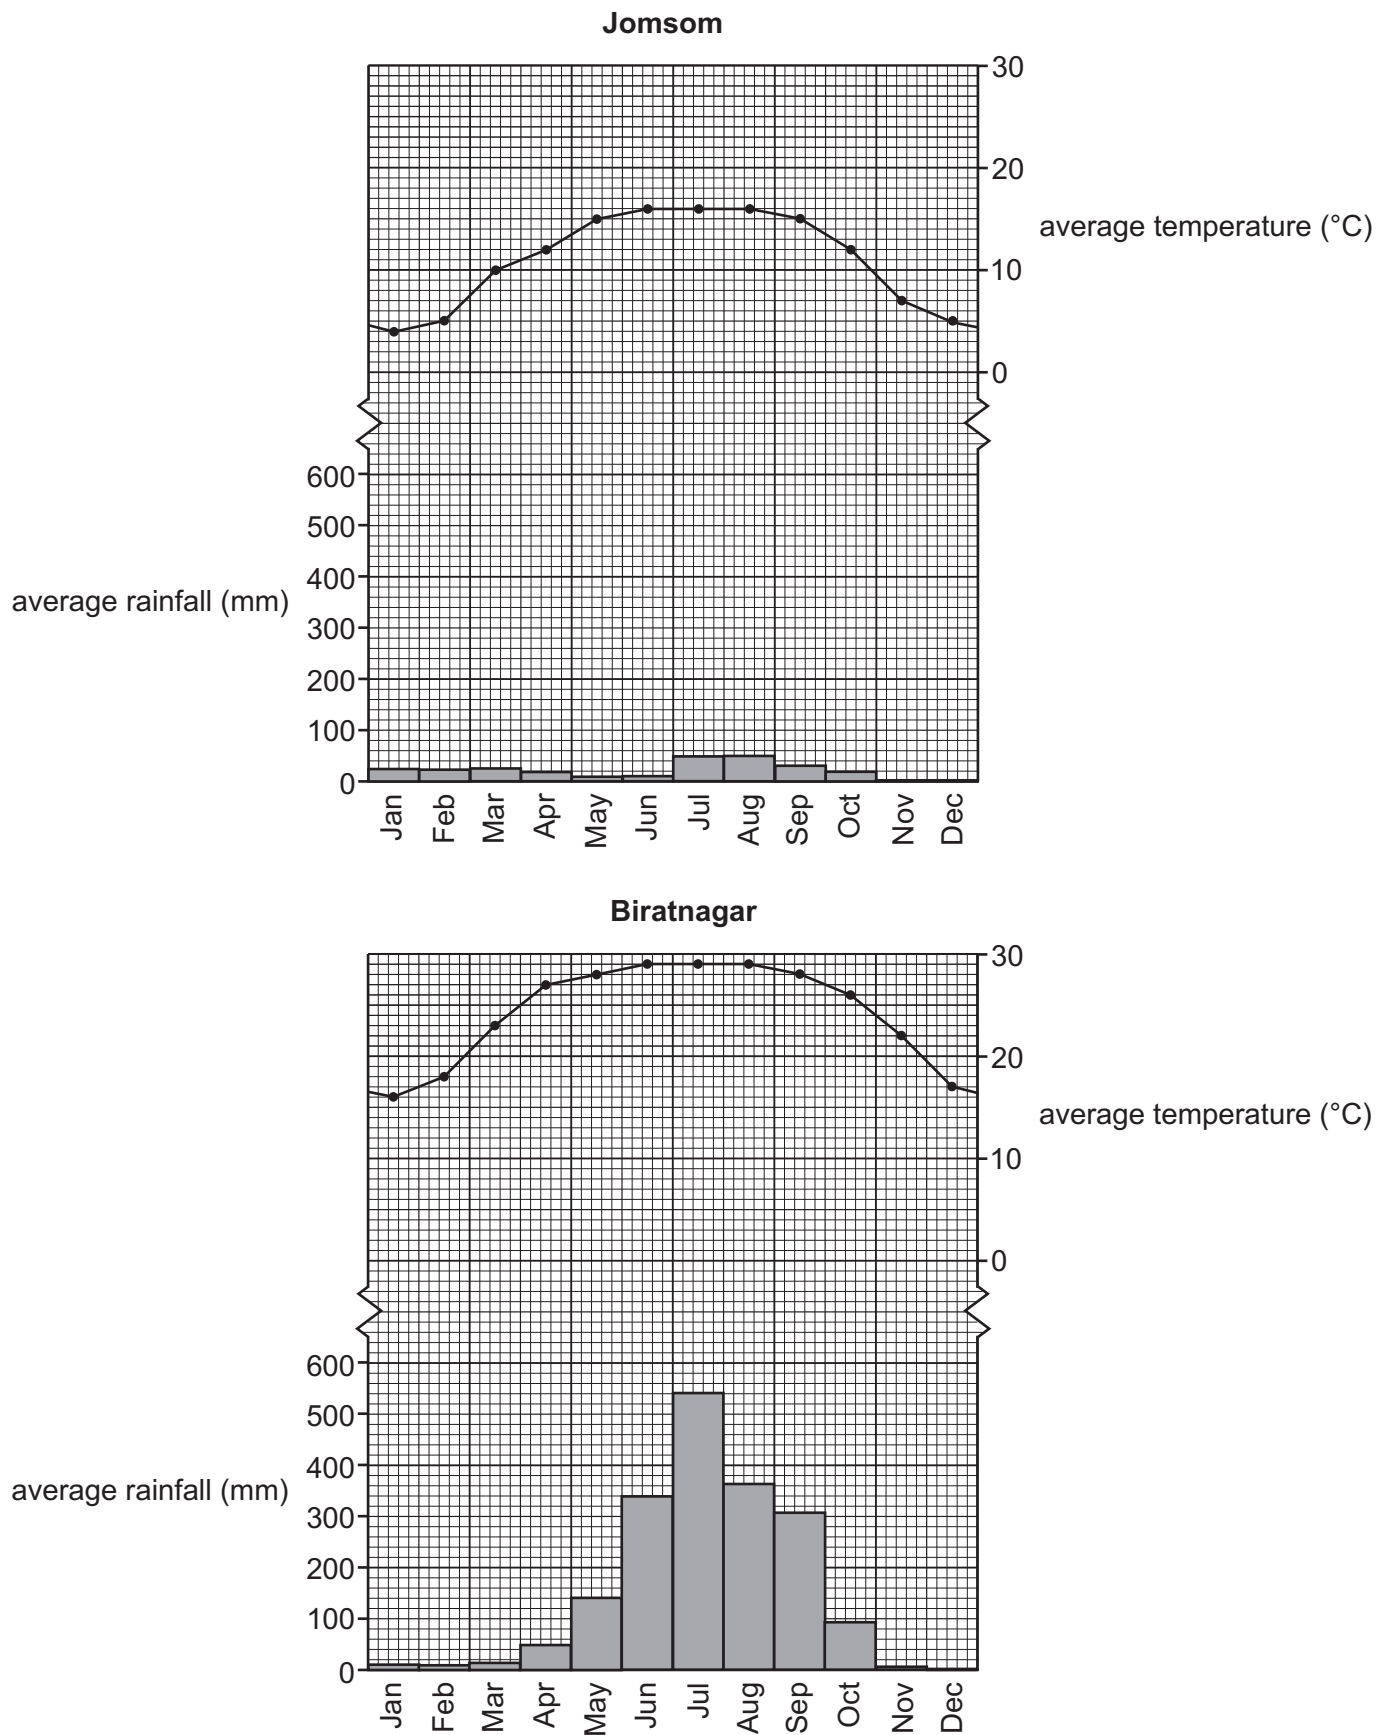 Jomsom
30
20
average temperature (°C)
10
0
600
500
400
average rainfall (mm)
300
200
100
0
Jan Feb Mar Apr May Jun Jul Aug Sep Oct Nov Dec
Biratnagar
30
20
average temperature (°C)
10
0
600
500
400
average rainfall (mm)
300
200
100
0
Jan Feb Mar Apr May Jun Jul Aug Sep Oct Nov Dec